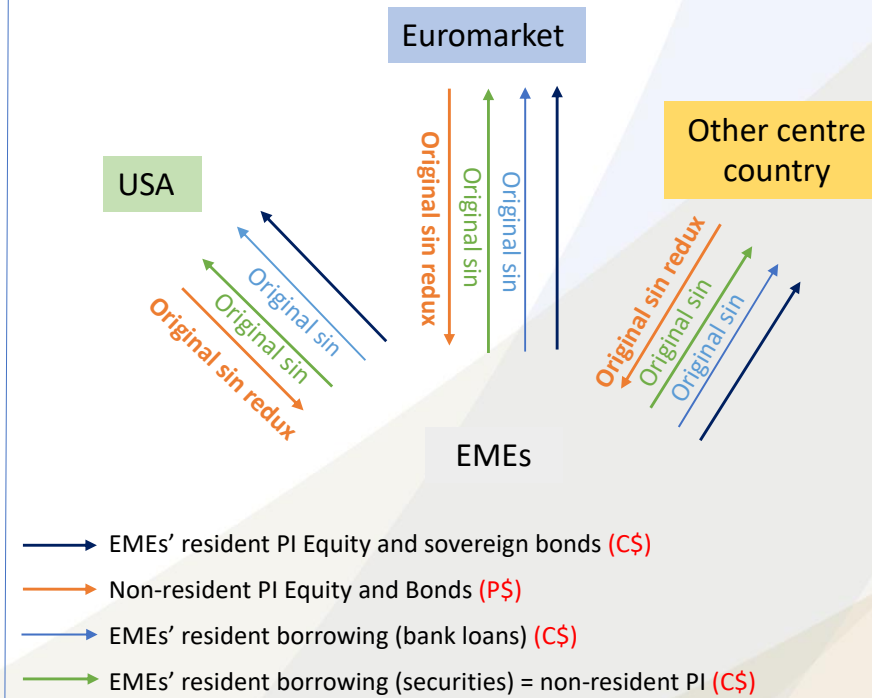 Euromarket
USA
Other centre
country
Original sin redux
Original sin
Original sin
Original sin redux
Original sin
Original sin
Original sin redux
Original sin
Original sin
EMEs
EMEs’ resident PI Equity and sovereign bonds (C$)
Non-resident PI Equity and Bonds (P$)
EMEs’ resident borrowing (bank loans) (C$)
EMEs’ resident borrowing (securities) = non-resident PI (C$)